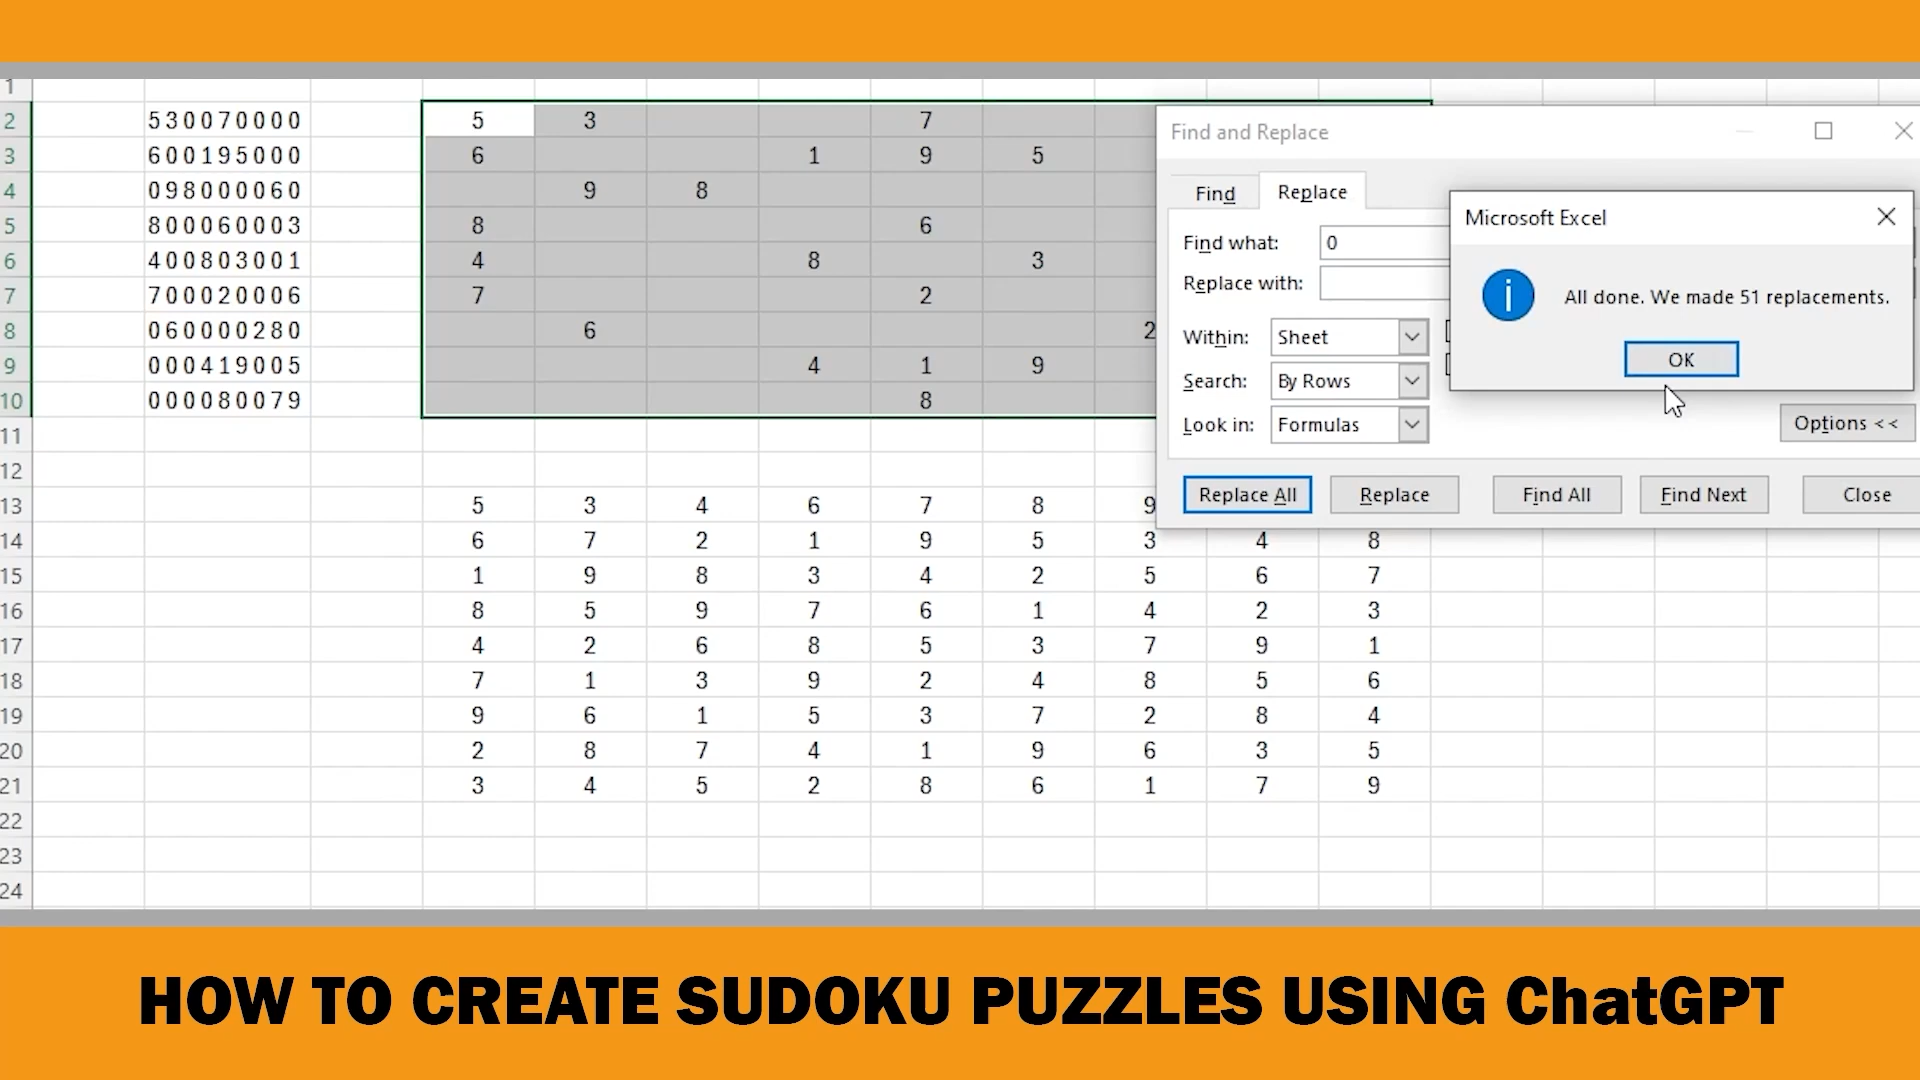 1
2 530070000 5 3 7
3 600195000 6 1 9 5
4 098000060 9 8
5 800060003 8 6
6 400803001 4 8 3
7 700020006 7 2
8 060000280 6 2
9 000419005 4 1 9
10 000080079 8
11
12
13 5 3 4 6 7 8 9
14 6 7 2 1 9 5 3 4 8
15 1 9 8 3 4 2 5 6 7
16 8 5 9 7 6 1 4 2 3
17 4 2 6 8 5 3 7 9 1
18 7 1 3 9 2 4 8 5 6
19 9 6 1 5 3 7 2 8 4
20 2 8 7 4 1 9 6 3 5
21 3 4 5 2 8 6 1 7 9
22
23
24
Find and Replace
Find Replace
Find what: 0
Replace with:
Within: Sheet
Search: By Rows
Look in: Formulas
Options <<
Replace All Replace Find All Find Next Close
Microsoft Excel
All done. We made 51 replacements.
OK
HOW TO CREATE SUDOKU PUZZLES USING ChatGPT